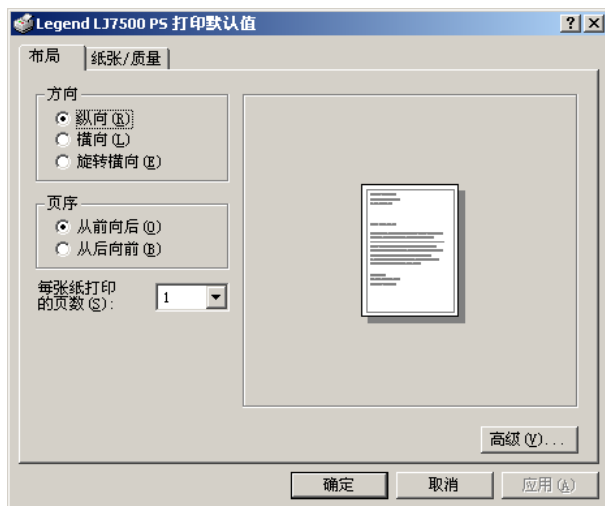 Legend LJ7500 PS 打印默认值
布局
纸张/质量
方向
纵向(R)
横向(L)
旋转横向(E)
页序
从前向后(O)
从后向前(B)
每张纸打印
的页数(S):
1
高级(V)...
确定
取消
应用(A)